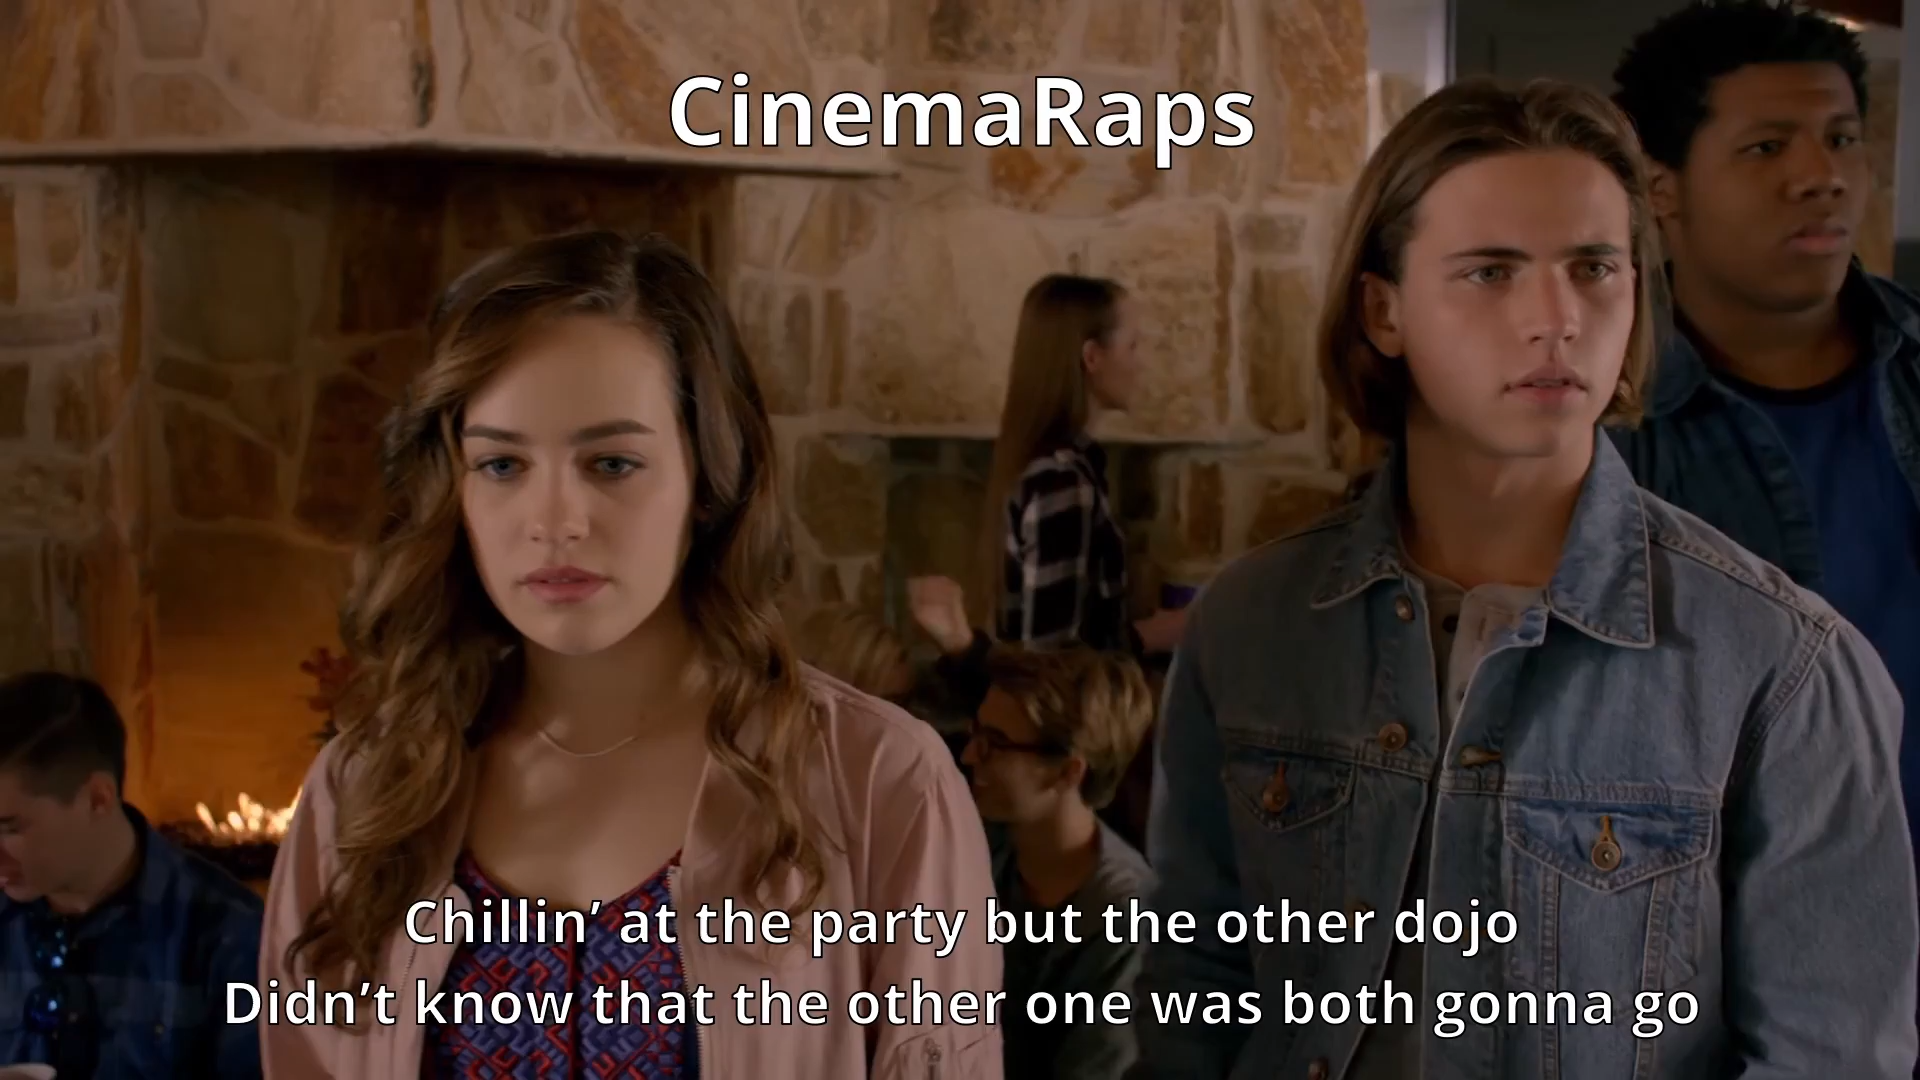 CinemaRaps
Chillin’ at the party but the other dojo
Didn’t know that the other one was both gonna go